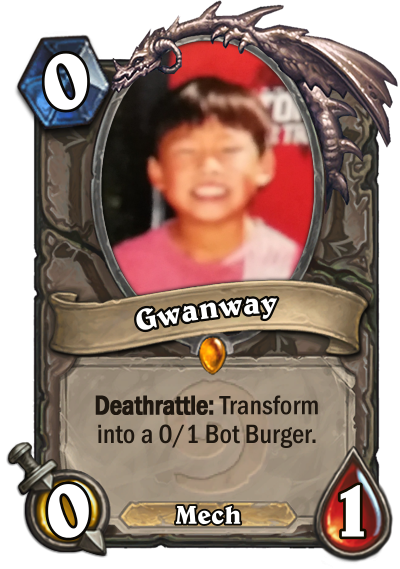 0
Gwanway
Deathrattle: Transform
into a 0/1 Bot Burger.
0
Mech
1